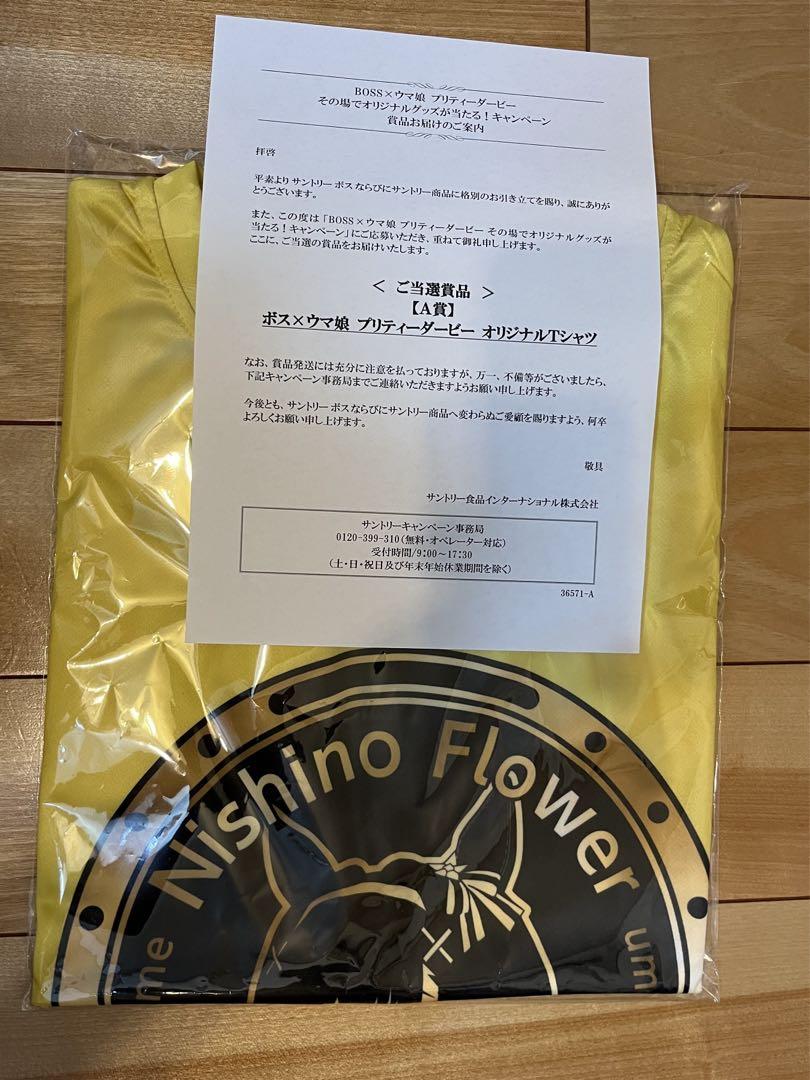 BOSS×ウマ娘 プリティーダービー
その場でオリジナルグッズが当たる！キャンペーン
賞品お届けのご案内
拝啓
平素より サントリー ボス ならびにサントリー商品に格別のお引き立てを賜り、誠にありが
とうございます。
また、この度は「BOSS×ウマ娘 プリティーダービー その場でオリジナルグッズが
当たる！キャンペーン」にご応募いただき、重ねて御礼申し上げます。
ここに、ご当選の賞品をお届けいたします。
＜ ご当選賞品 ＞
【A賞】
ボス×ウマ娘 プリティーダービー オリジナルTシャツ
なお、賞品発送には充分に注意を払っておりますが、万一、不備等がございましたら、
下記キャンペーン事務局までご連絡いただきますようお願い申し上げます。
今後とも、サントリー ボス ならびにサントリー商品へ変わらぬご愛顧を賜りますよう、何卒
よろしくお願い申し上げます。
敬具
サントリー食品インターナショナル株式会社
サントリーキャンペーン事務局
0120-399-310（無料・オペレーター対応）
受付時間/9：00～17：30
（土・日・祝日及び年末年始休業期間を除く）
36571-A
Nishino Flower
me
um